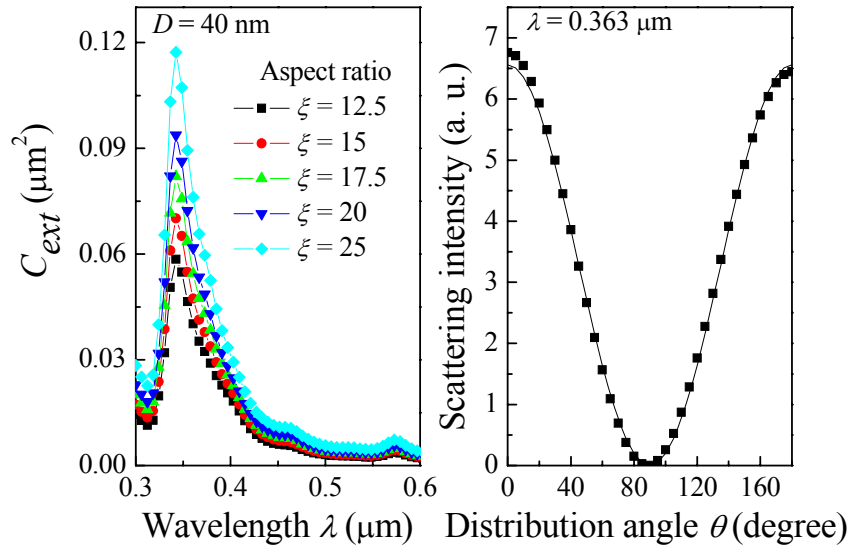 D = 40 nm
Aspect ratio
ξ = 12.5
ξ = 15
ξ = 17.5
ξ = 20
ξ = 25
0.12
0.09
0.06
0.03
0.00
C_ext (μm²)
0.3 0.4 0.5 0.6
Wavelength λ (μm)
λ = 0.363 μm
7
6
5
4
3
2
1
0
Scattering intensity (a. u.)
0 40 80 120 160
Distribution angle θ (degree)